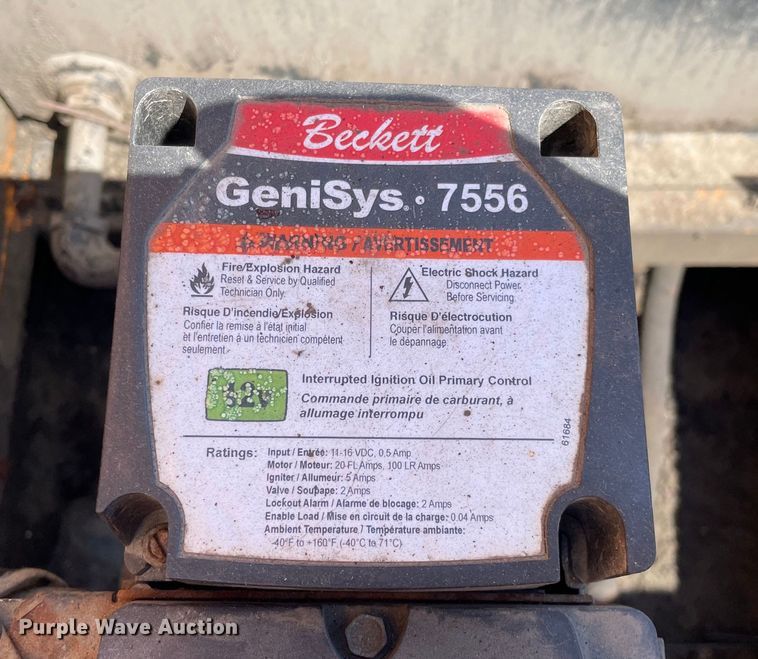 Beckett
GeniSys® • 7556
WARNING / AVERTISSEMENT
Fire/Explosion Hazard
Reset & Service by Qualified
Technician Only.
Risque D'incendie/Explosion
Confier la remise à l'état initial
et l'entretien à un technicien compétent
seulement.
Electric Shock Hazard
Disconnect Power
Before Servicing.
Risque D'électrocution
Couper l'alimentation avant
le dépannage.
12v
Interrupted Ignition Oil Primary Control
Commande primaire de carburant, à
allumage interrompu
61684
Ratings: Input / Entrée: 11-16 VDC, 0.5 Amp
Motor / Moteur: 20 FL Amps, 100 LR Amps
Igniter / Allumeur: 5 Amps
Valve / Soupape: 2 Amps
Lockout Alarm / Alarme de blocage: 2 Amps
Enable Load / Mise en circuit de la charge: 0.04 Amps
Ambient Temperature / Température ambiante:
-40°F to +160°F (-40°C to 71°C)
Purple Wave Auction
Purple Wave Auction